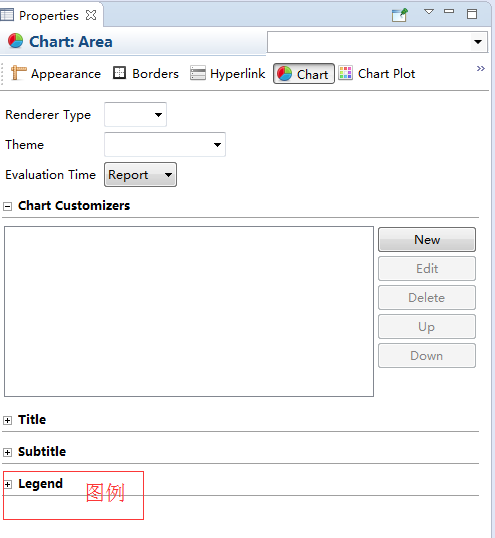 Properties
Chart: Area
Appearance Borders Hyperlink Chart Chart Plot »
Renderer Type
Theme
Evaluation Time Report
Chart Customizers
New
Edit
Delete
Up
Down
Title
Subtitle
Legend 图例